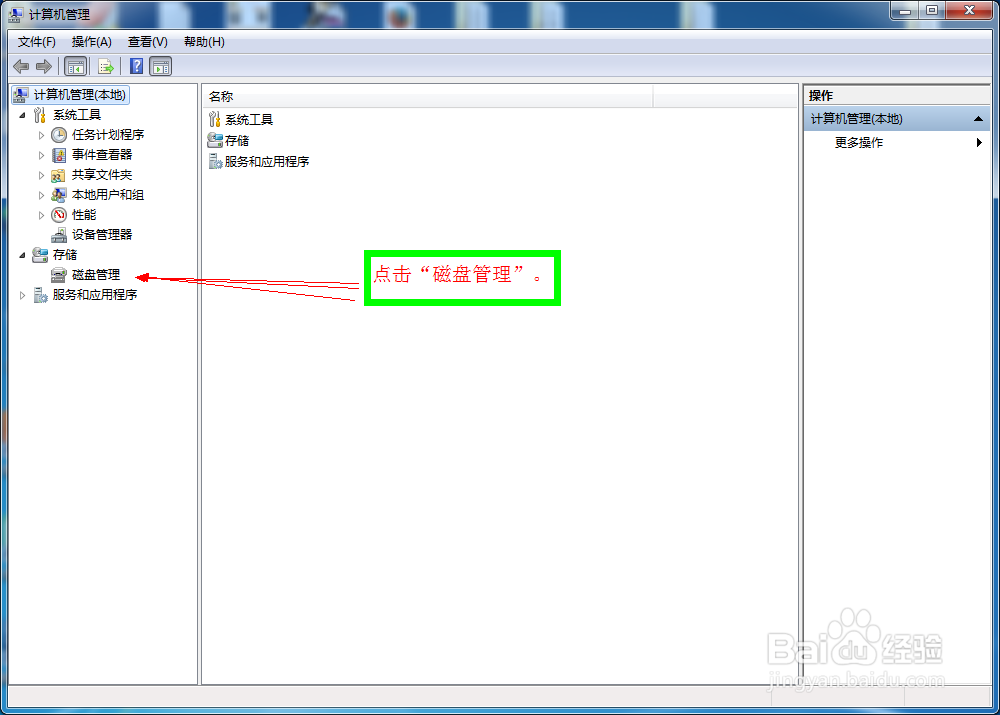 计算机管理
文件(F) 操作(A) 查看(V) 帮助(H)
计算机管理(本地)
系统工具
任务计划程序
事件查看器
共享文件夹
本地用户和组
性能
设备管理器
存储
磁盘管理
服务和应用程序
名称
系统工具
存储
服务和应用程序
点击“磁盘管理”。
操作
计算机管理(本地)
更多操作
Baidu 经验
jingyan.baidu.com